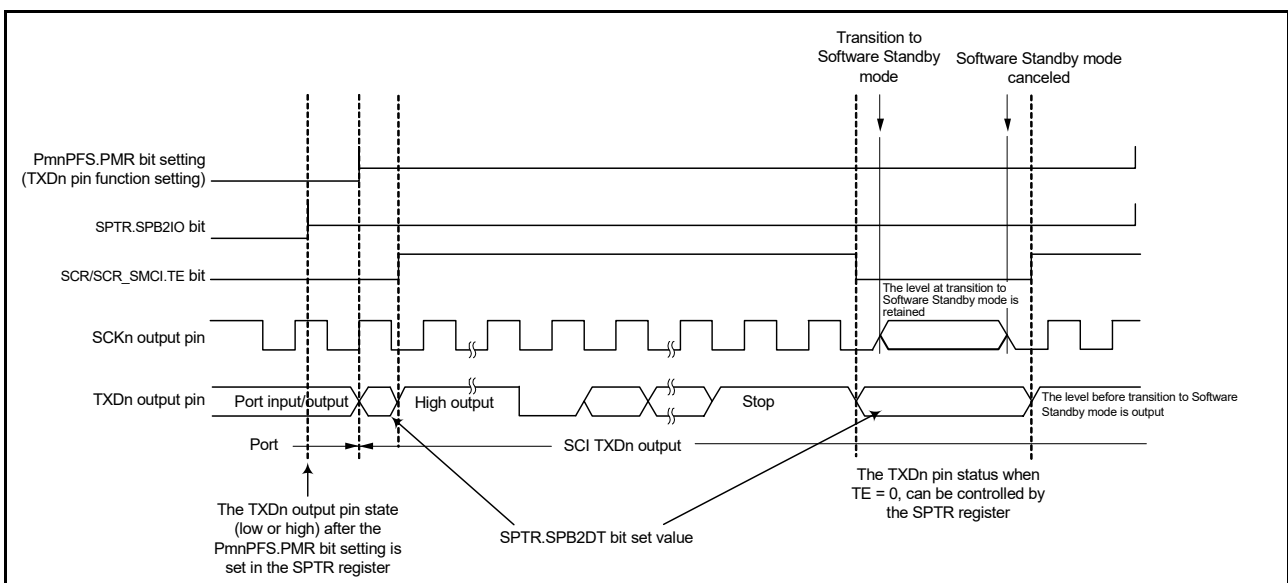 Transition to
Software Standby
mode
Software Standby mode
canceled
PmnPFS.PMR bit setting
(TXDn pin function setting)
SPTR.SPB2IO bit
SCR/SCR_SMCI.TE bit
The level at transition to
Software Standby mode is
retained
SCKn output pin
TXDn output pin
Port input/output
High output
Stop
The level before transition to Software
Standby mode is output
Port
SCI TXDn output
The TXDn output pin state
(low or high) after the
PmnPFS.PMR bit setting is
set in the SPTR register
SPTR.SPB2DT bit set value
The TXDn pin status when
TE = 0, can be controlled by
the SPTR register